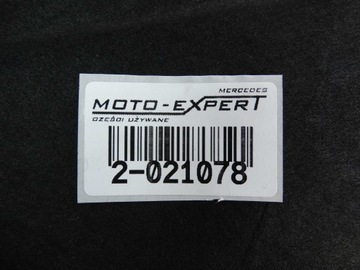 MERCEDES
MOTO-EXPERT
CZĘŚCI UŻYWANE
2-021078